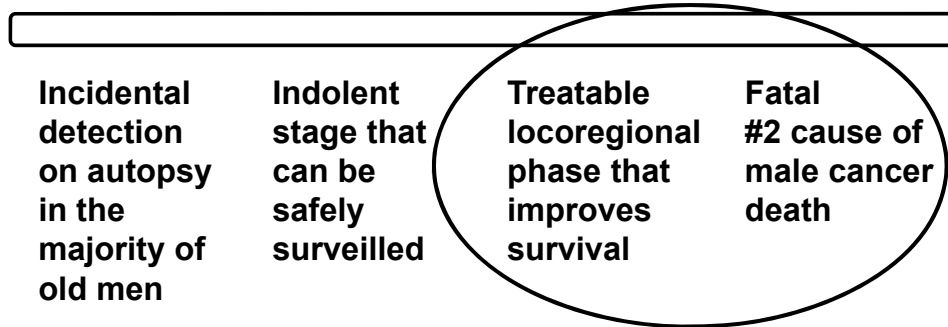 Incidental
detection
on autopsy
in the
majority of
old men
Indolent
stage that
can be
safely
surveilled
Treatable
locoregional
phase that
improves
survival
Fatal
#2 cause of
male cancer
death